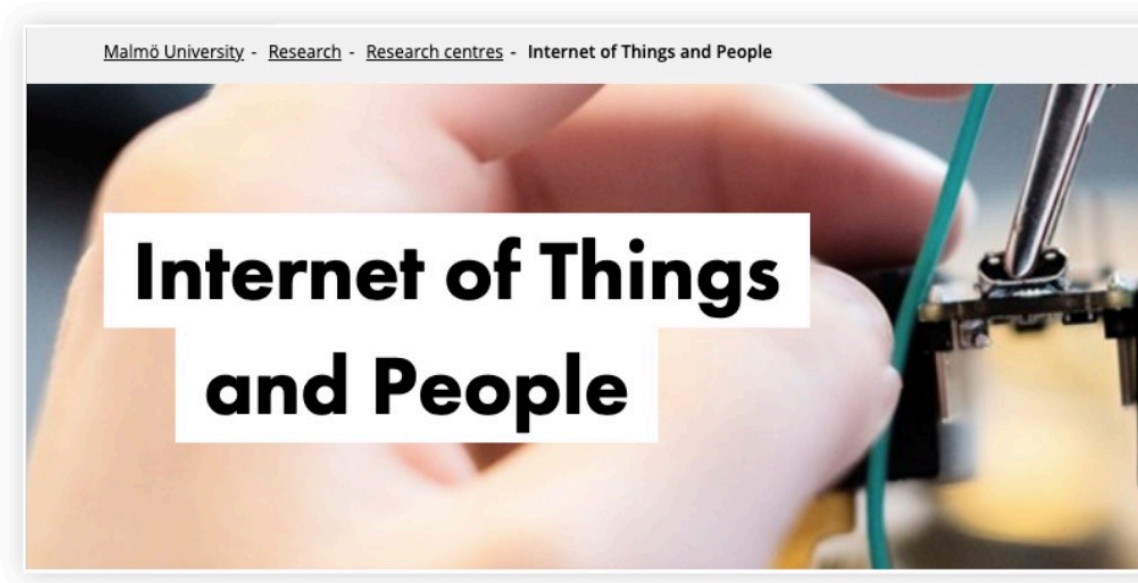 Malmö University - Research - Research centres - Internet of Things and People
Internet of Things
and People